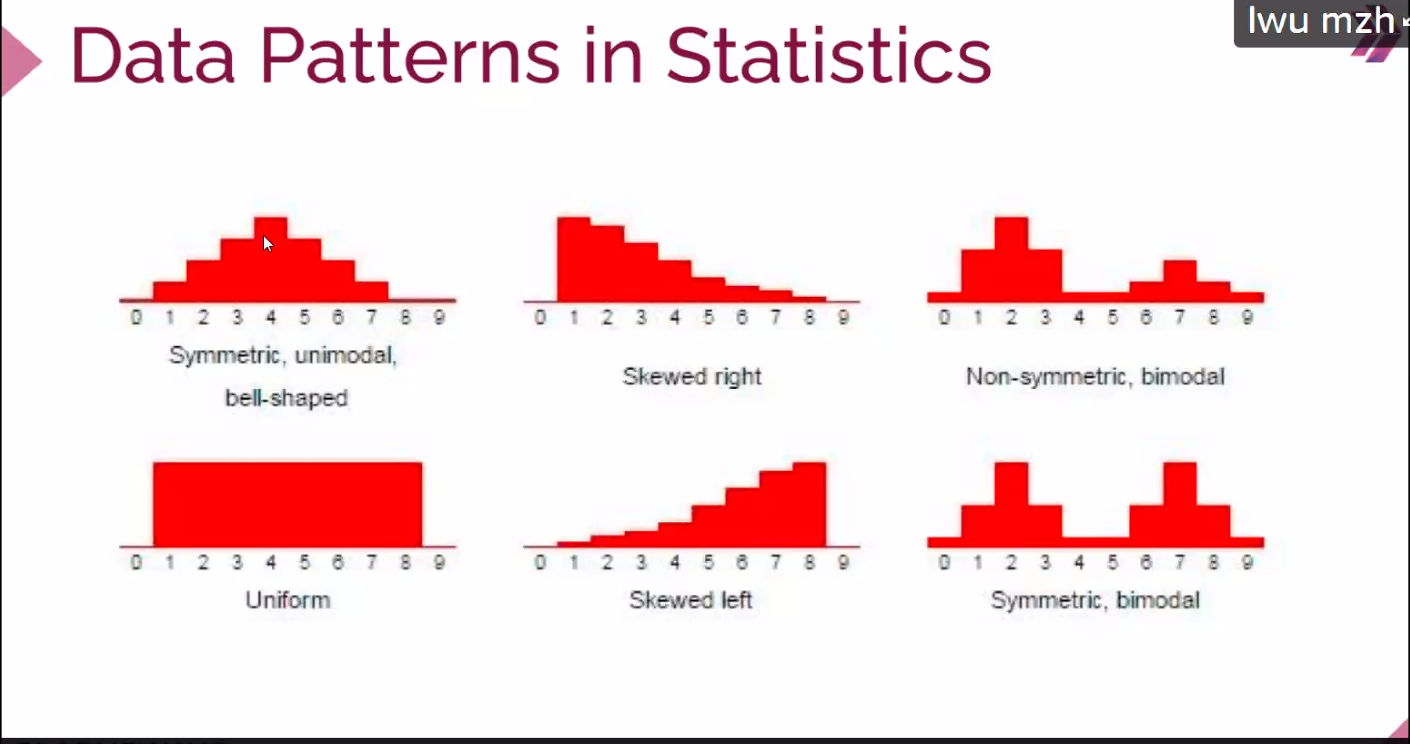 Data Patterns in Statistics
lwu mzh
0 1 2 3 4 5 6 7 8 9
Symmetric, unimodal,
bell-shaped
0 1 2 3 4 5 6 7 8 9
Skewed right
0 1 2 3 4 5 6 7 8 9
Non-symmetric, bimodal
0 1 2 3 4 5 6 7 8 9
Uniform
0 1 2 3 4 5 6 7 8 9
Skewed left
0 1 2 3 4 5 6 7 8 9
Symmetric, bimodal